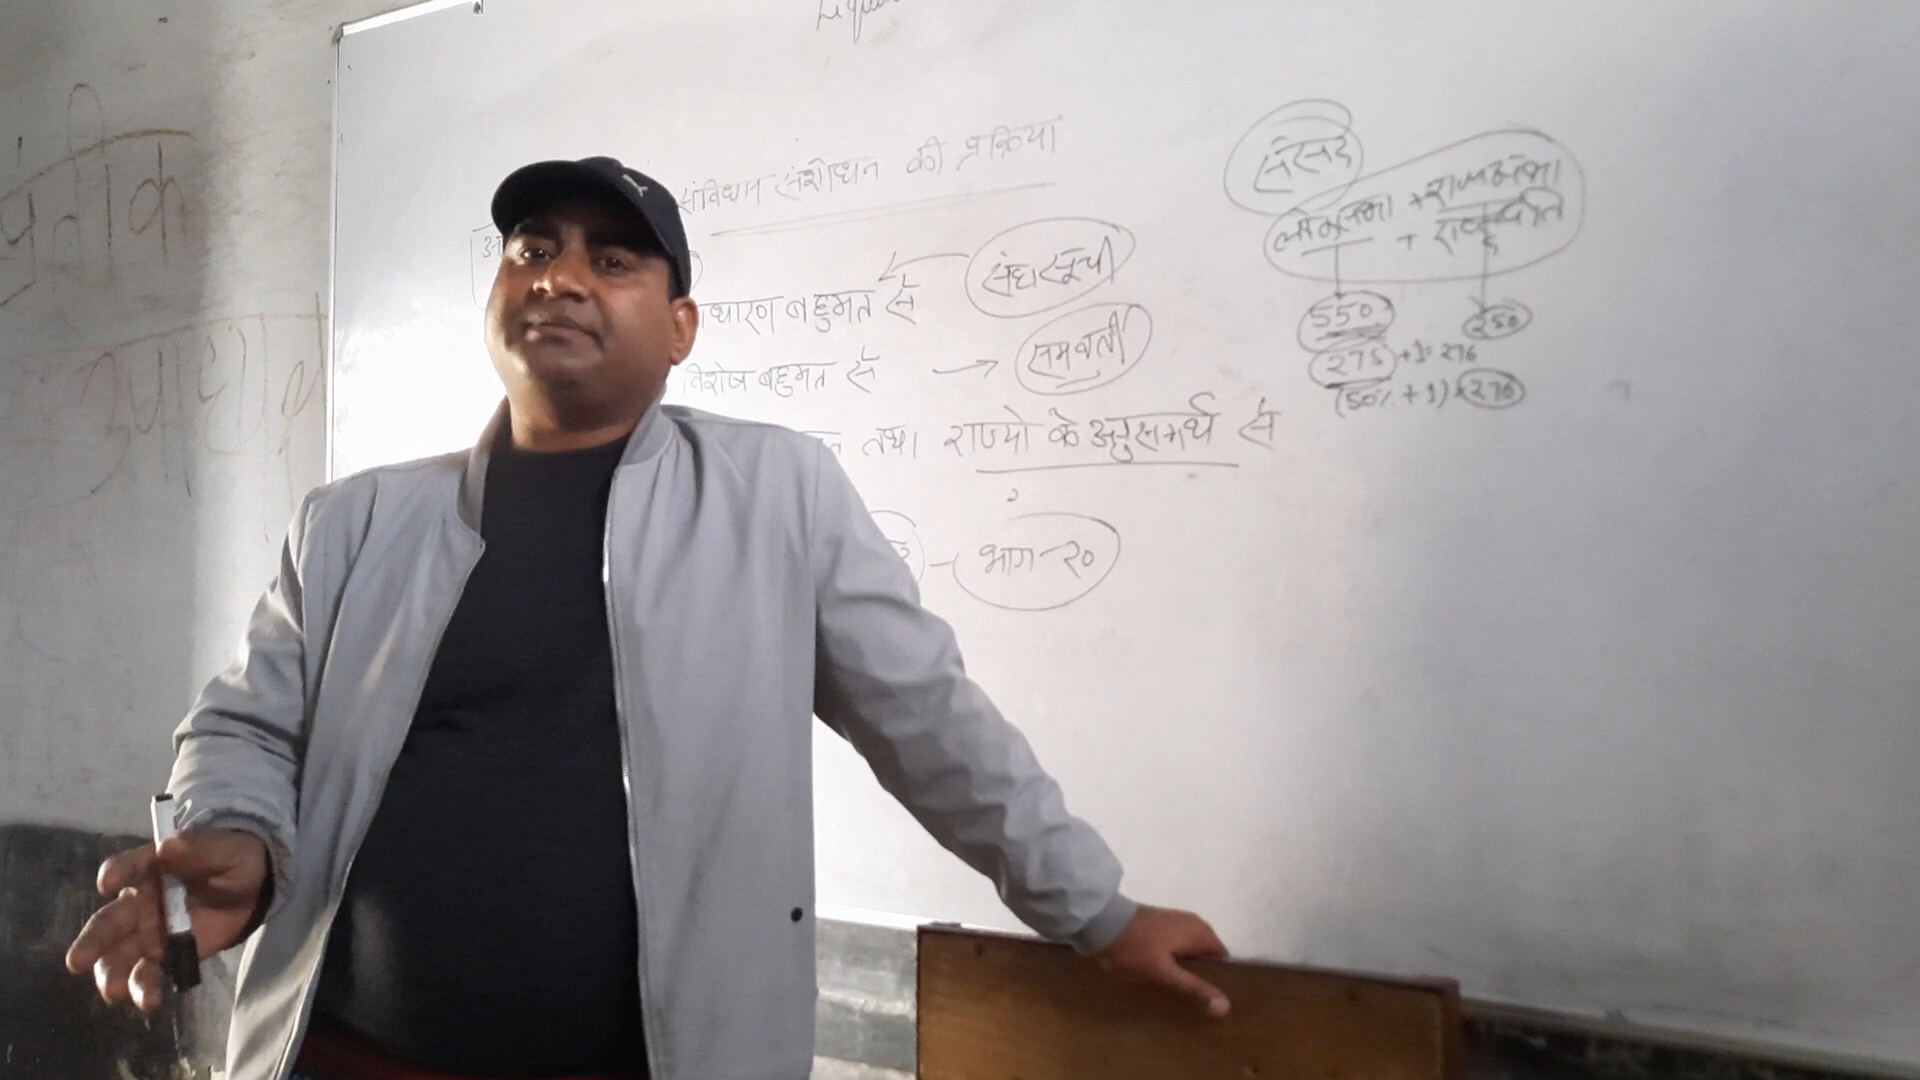 संविधान संशोधन की प्रक्रिया
साधारण बहुमत से
संघसूची
विशेष बहुमत से → समवर्ती
तथा राज्यो के अनुसमर्थ से
भाग-२०
संसद
लोकसभा + राज्यसभा
+ राष्ट्रपति
550
250
275 +1= 276
(50% + 1) = 276
प्रतीक
उपाध्याय